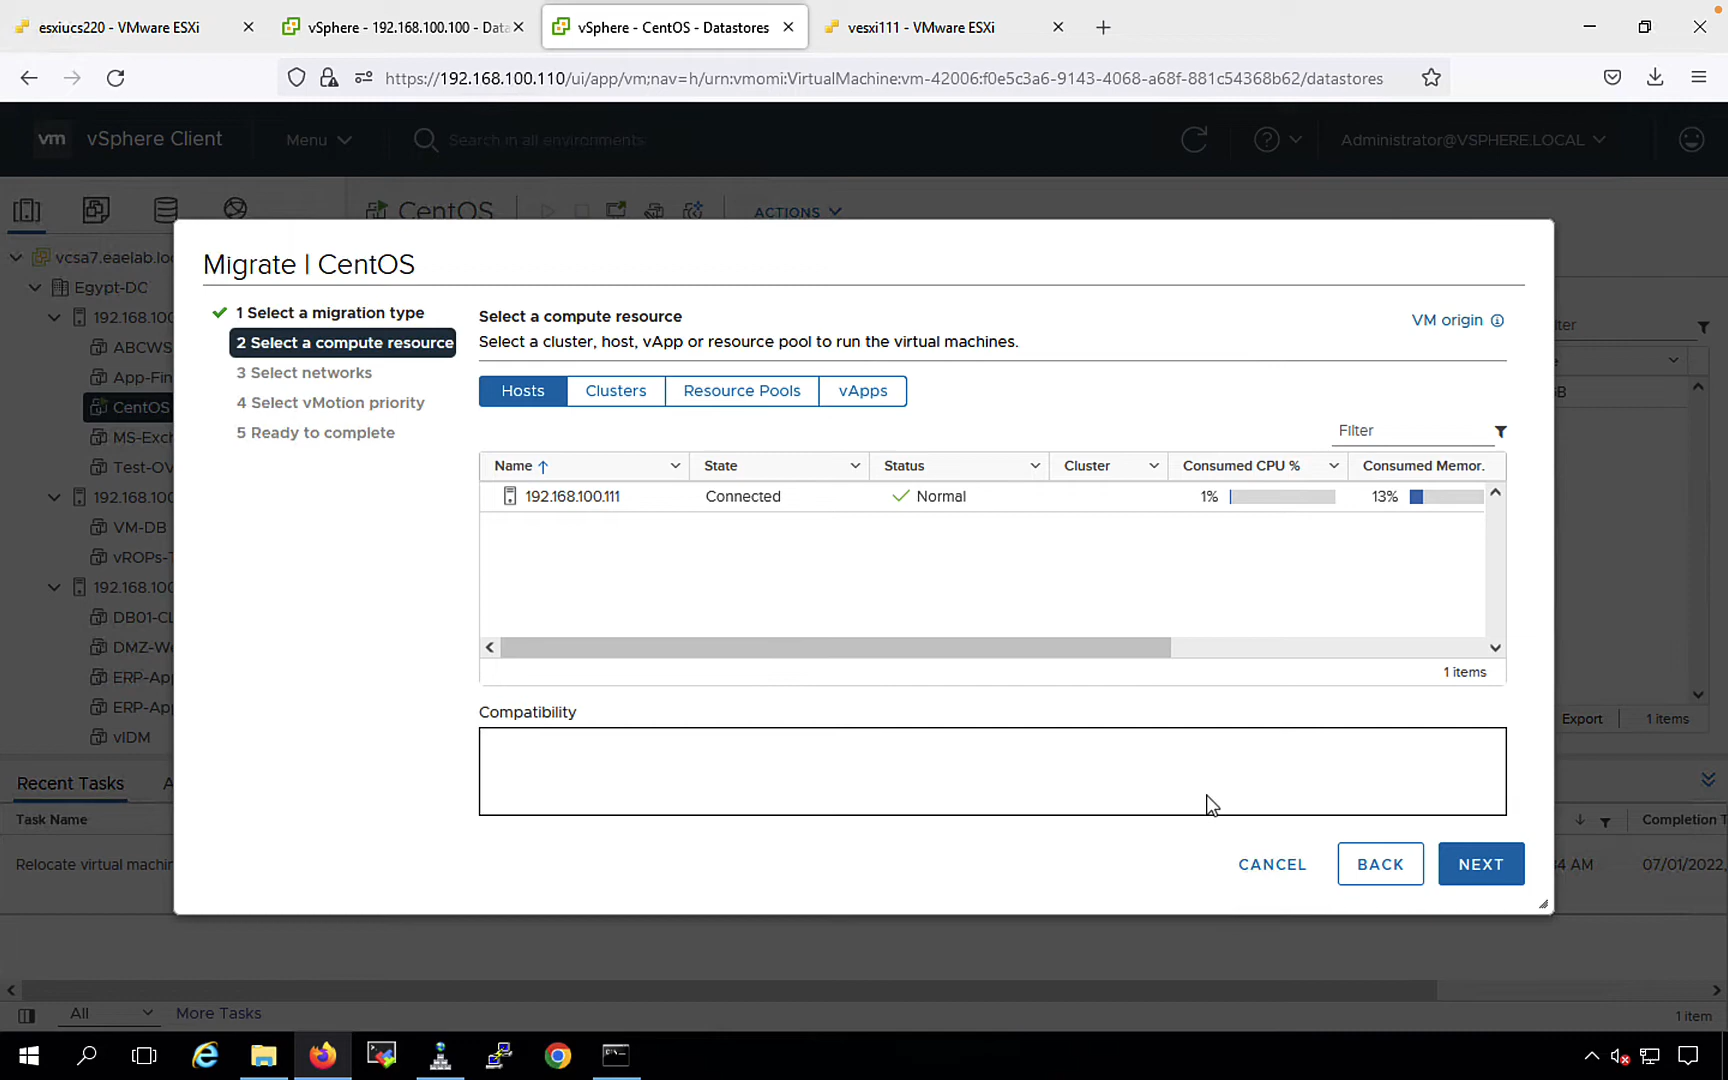 esxiucs220 - VMware ESXi
vSphere - 192.168.100.100 - Data
vSphere - CentOS - Datastores
vesxi111 - VMware ESXi
https://192.168.100.110/ui/app/vm;nav=h/urn:vmomi:VirtualMachine:vm-42006:f0e5c3a6-9143-4068-a68f-881c54368b62/datastores
vm
vSphere Client
Menu
Search in all environments
Administrator@VSPHERE.LOCAL
CentOS
ACTIONS
vcsa7.eaelab.loc
Egypt-DC
192.168.100
ABCWS
App-Fin
CentOS
MS-Exch
Test-OV
192.168.100
VM-DB
vROPs-T
192.168.100
DB01-CL
DMZ-We
ERP-App
ERP-App
vIDM
Migrate | CentOS
1 Select a migration type
2 Select a compute resource
3 Select networks
4 Select vMotion priority
5 Ready to complete
Select a compute resource
VM origin
Select a cluster, host, vApp or resource pool to run the virtual machines.
Hosts
Clusters
Resource Pools
vApps
Filter
Name
State
Status
Cluster
Consumed CPU %
Consumed Memor.
192.168.100.111
Connected
Normal
1%
13%
1 items
Compatibility
CANCEL
BACK
NEXT
lter
e
B
Export
1 items
Recent Tasks
A
Task Name
Completion T
Relocate virtual machin
4 AM
07/01/2022,
All
More Tasks
1 item